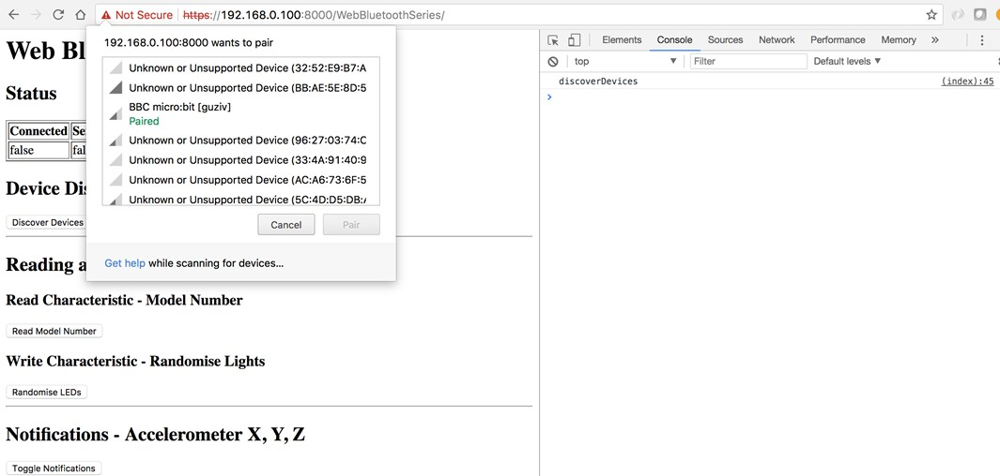 Not Secure https://192.168.0.100:8000/WebBluetoothSeries/
192.168.0.100:8000 wants to pair
Unknown or Unsupported Device (32:52:E9:B7:A
Unknown or Unsupported Device (BB:AE:5E:8D:5
BBC micro:bit [guziv]
Paired
Unknown or Unsupported Device (96:27:03:74:C
Unknown or Unsupported Device (33:4A:91:40:9
Unknown or Unsupported Device (AC:A6:73:6F:5
Unknown or Unsupported Device (5C:4D:D5:DB:A
Cancel Pair
Get help while scanning for devices...
Web Bl
Status
Connected Se
false fal
Device Dis
Discover Devices
Reading a
Read Characteristic - Model Number
Read Model Number
Write Characteristic - Randomise Lights
Randomise LEDs
Notifications - Accelerometer X, Y, Z
Toggle Notifications
Elements Console Sources Network Performance Memory »
top Filter Default levels
discoverDevices (index):45